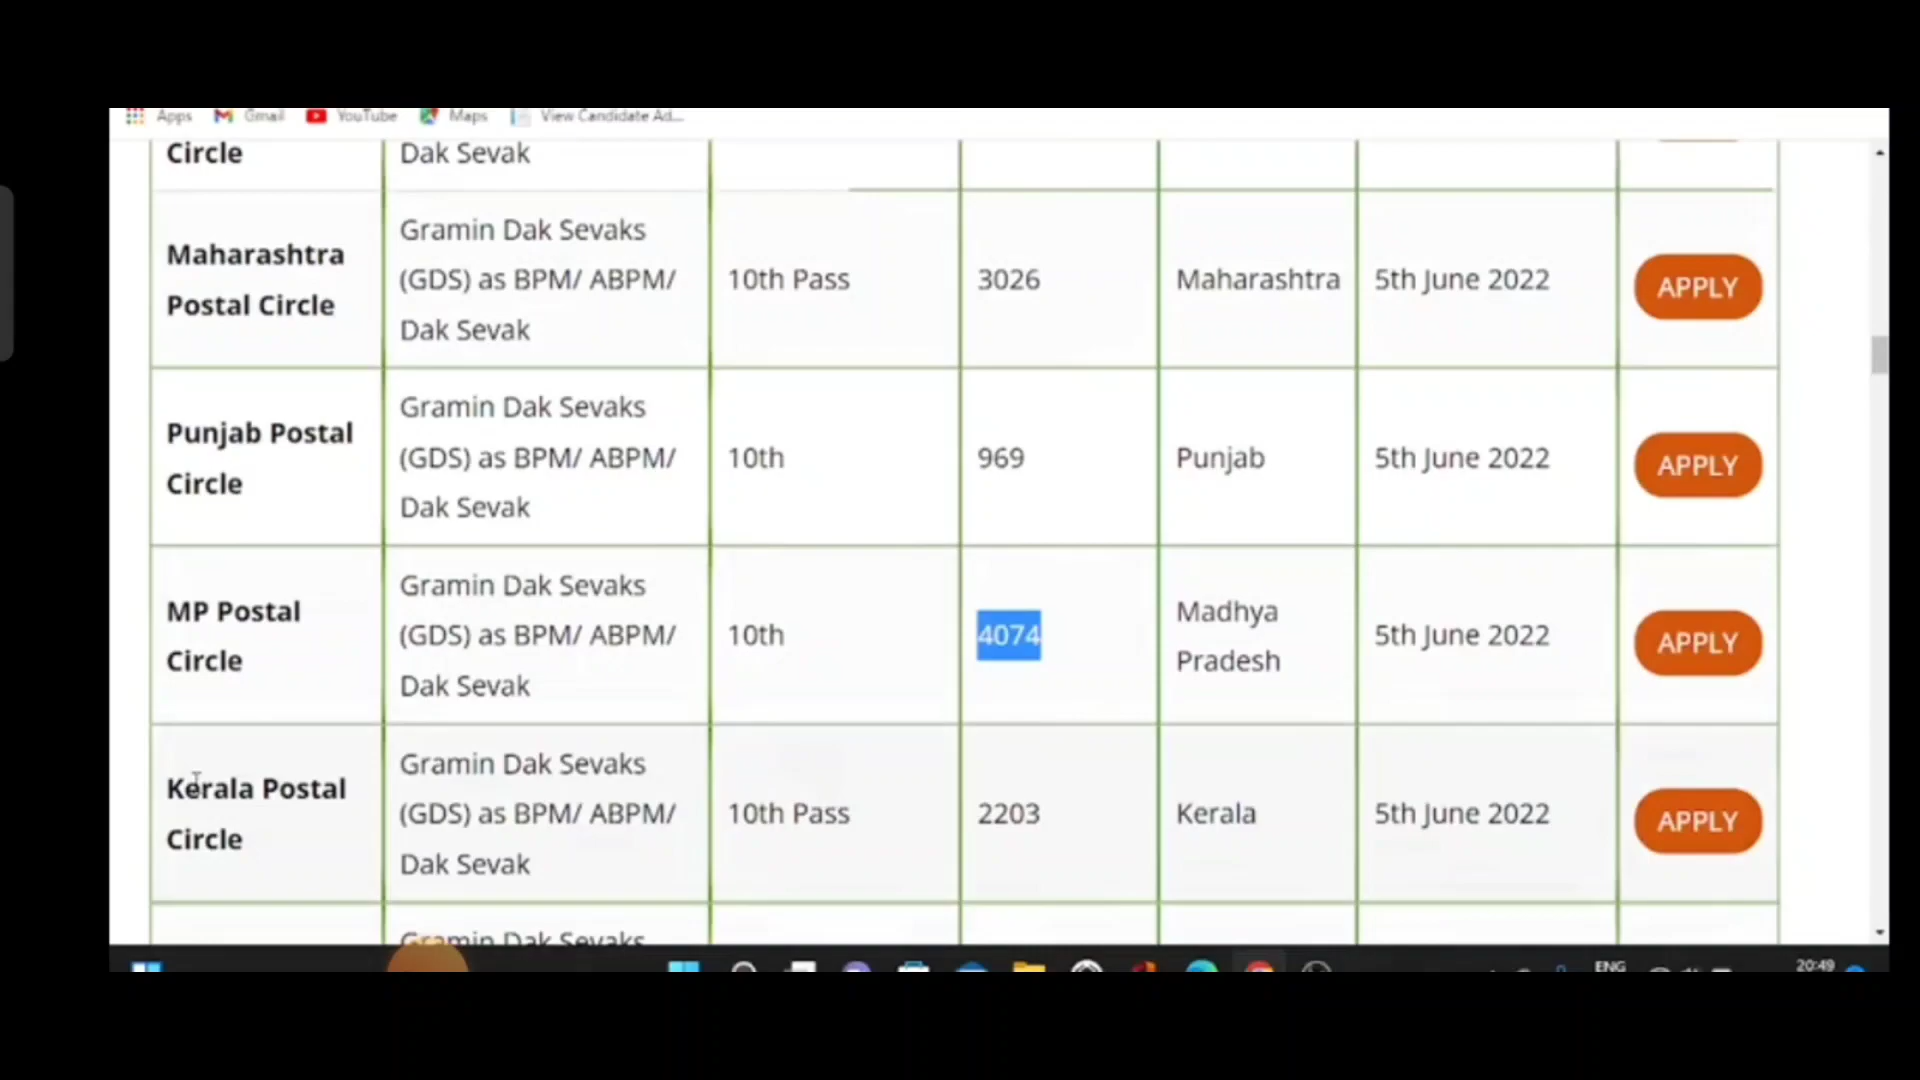 Apps Gmail YouTube Maps View Candidate Ad...
Circle Dak Sevak
Maharashtra Postal Circle
Gramin Dak Sevaks
(GDS) as BPM/ ABPM/
Dak Sevak
10th Pass
3026
Maharashtra
5th June 2022
APPLY
Punjab Postal
Circle
Gramin Dak Sevaks
(GDS) as BPM/ ABPM/
Dak Sevak
10th
969
Punjab
5th June 2022
APPLY
MP Postal
Circle
Gramin Dak Sevaks
(GDS) as BPM/ ABPM/
Dak Sevak
10th
4074
Madhya
Pradesh
5th June 2022
APPLY
Kerala Postal
Circle
Gramin Dak Sevaks
(GDS) as BPM/ ABPM/
Dak Sevak
10th Pass
2203
Kerala
5th June 2022
APPLY
Gramin Dak Sevaks
ENG
20:49